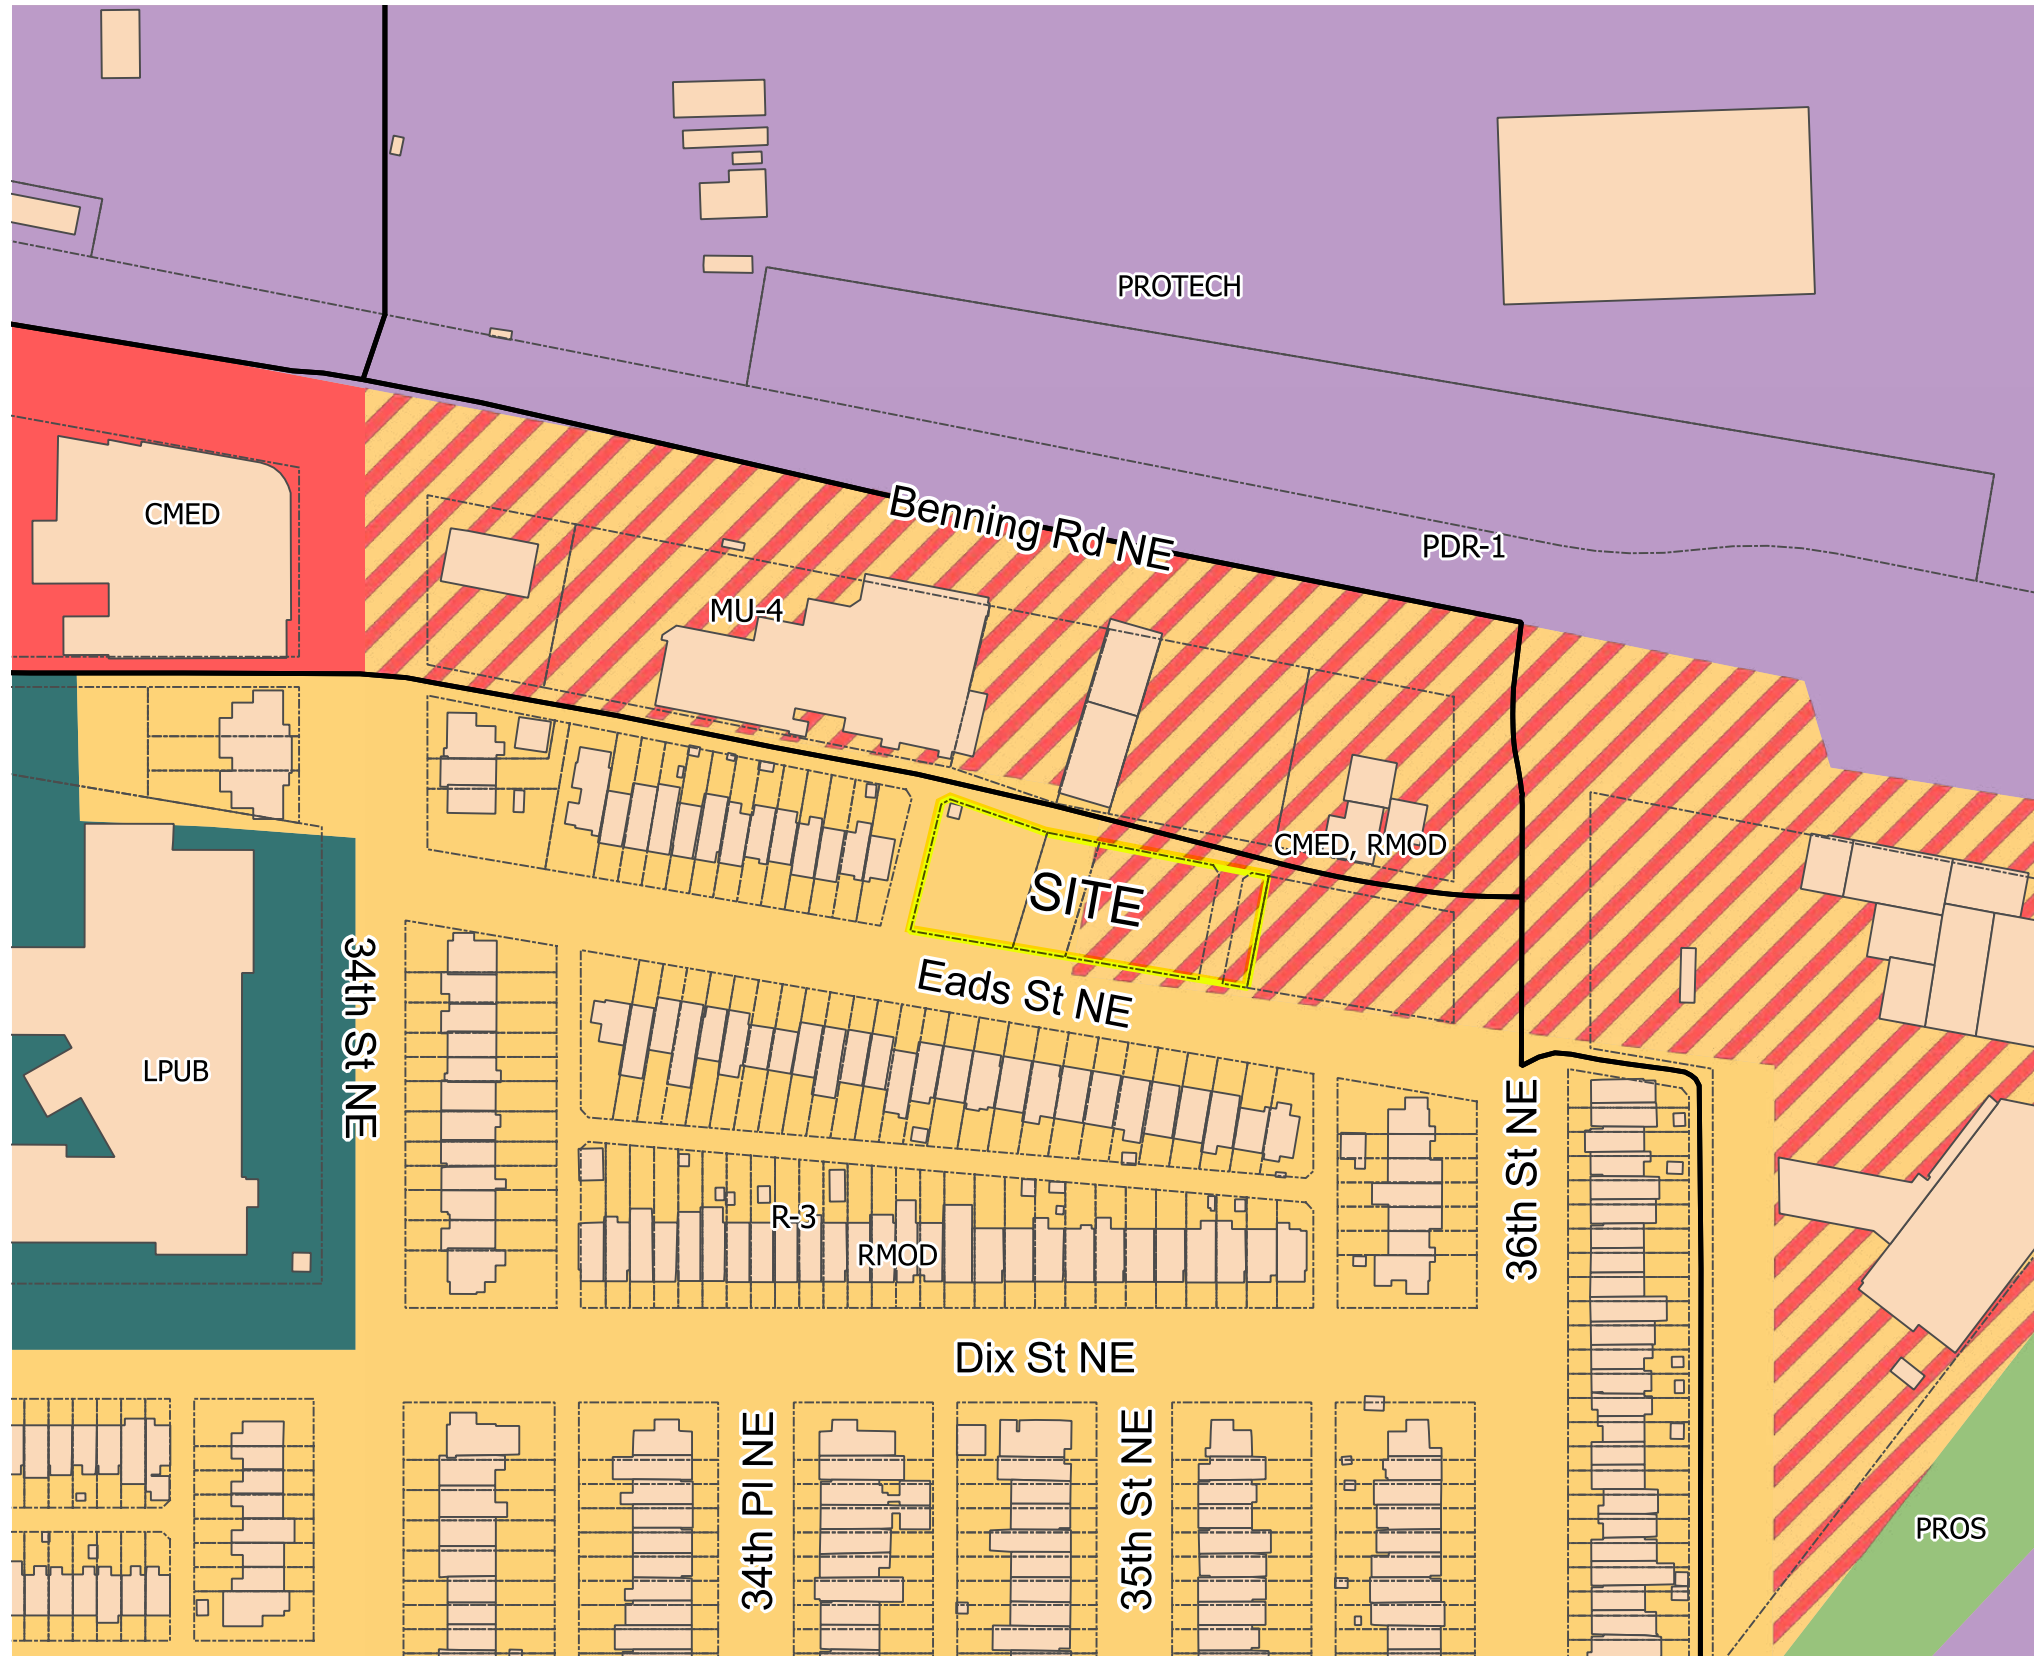 PROTECH
CMED
Benning Rd NE
PDR-1
MU-4
CMED, RMOD
SITE
34th St NE
Eads St NE
LPUB
36th St NE
R-3
RMOD
Dix St NE
34th Pl NE
35th St NE
PROS